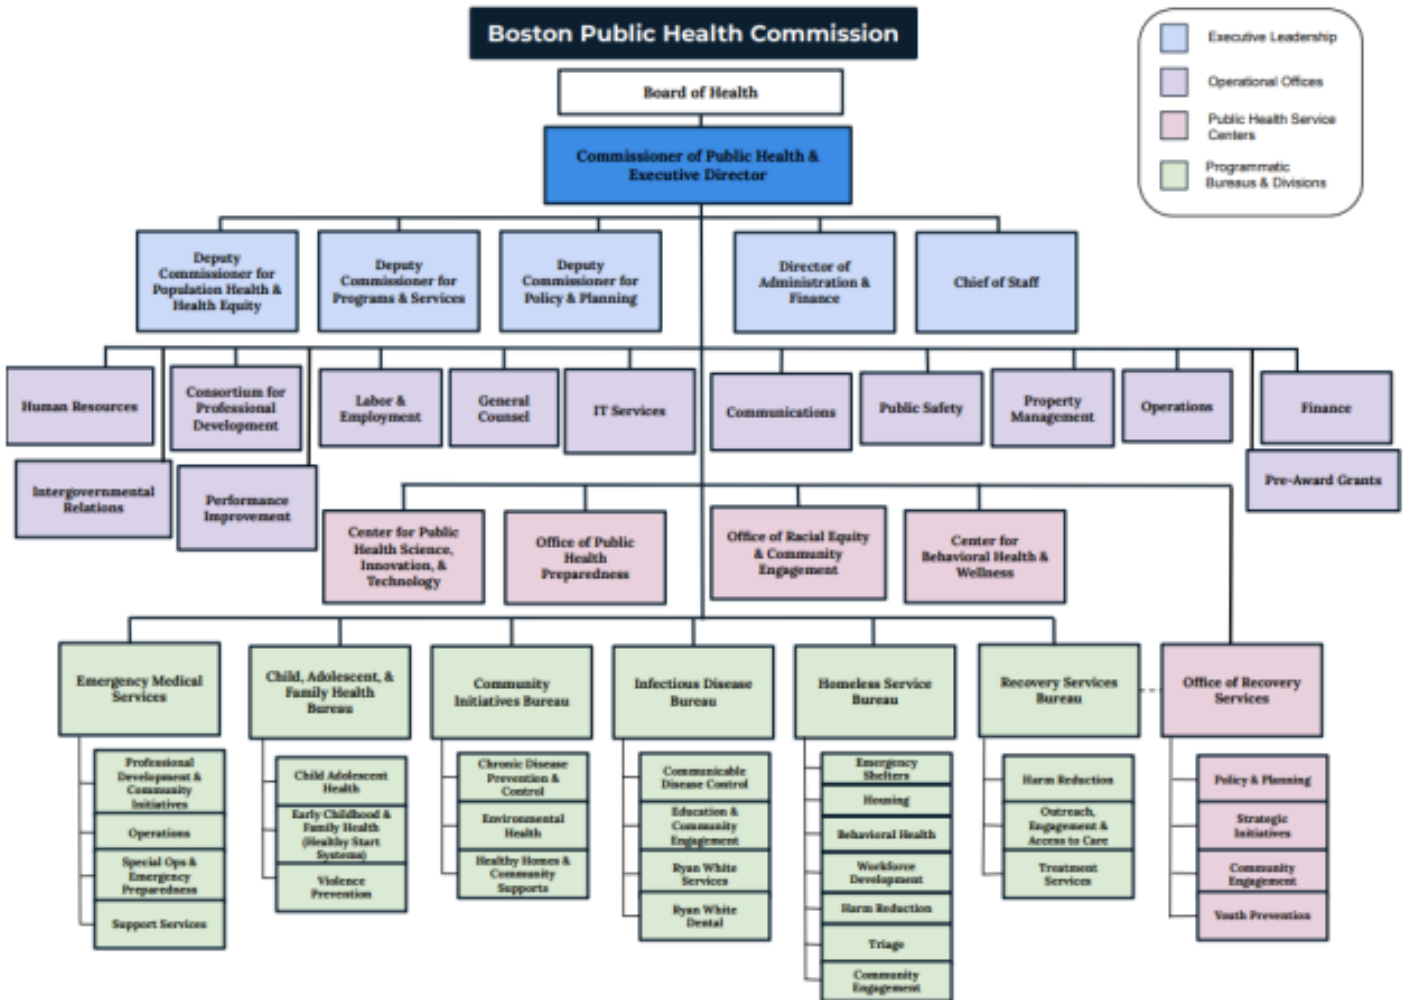 Boston Public Health Commission
Executive Leadership
Operational Offices
Public Health Service
Centers
Programmatic
Bureaus & Divisions
Board of Health
Commissioner of Public Health &
Executive Director
Deputy
Commissioner for
Population Health &
Health Equity
Deputy
Commissioner for
Programs & Services
Deputy
Commissioner for
Policy & Planning
Director of
Administration &
Finance
Chief of Staff
Human Resources
Consortium for
Professional
Development
Labor &
Employment
General
Counsel
IT Services
Communications
Public Safety
Property
Management
Operations
Finance
Intergovernmental
Relations
Performance
Improvement
Pre-Award Grants
Center for Public
Health Science,
Innovation, &
Technology
Office of Public
Health
Preparedness
Office of Racial Equity
& Community
Engagement
Center for
Behavioral Health &
Wellness
Emergency Medical
Services
Child, Adolescent, &
Family Health
Bureau
Community
Initiatives Bureau
Infectious Disease
Bureau
Homeless Service
Bureau
Recovery Services
Bureau
Office of Recovery
Services
Professional
Development &
Community
Initiatives
Operations
Special Ops &
Emergency
Preparedness
Support Services
Child Adolescent
Health
Early Childhood &
Family Health
(Healthy Start
Systems)
Violence
Prevention
Chronic Disease
Prevention &
Control
Environmental
Health
Healthy Homes &
Community
Supports
Communicable
Disease Control
Education &
Community
Engagement
Ryan White
Services
Ryan White
Dental
Emergency
Shelters
Housing
Behavioral Health
Workforce
Development
Harm Reduction
Triage
Community
Engagement
Harm Reduction
Outreach,
Engagement &
Access to Care
Treatment
Services
Policy & Planning
Strategic
Initiatives
Community
Engagement
Youth Prevention